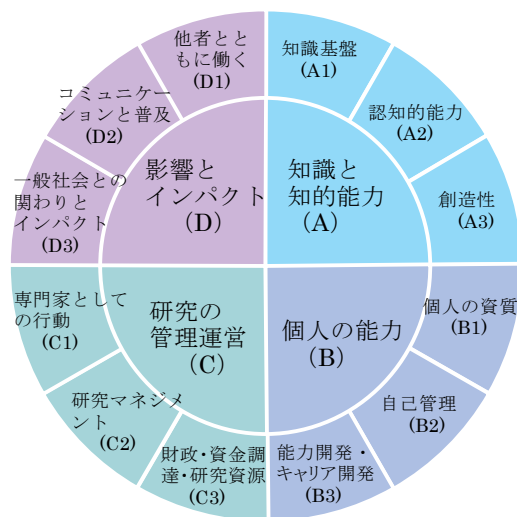 知識と
知的能力
(A)
知識基盤
(A1)
認知的能力
(A2)
創造性
(A3)
個人の能力
(B)
個人の資質
(B1)
自己管理
(B2)
能力開発・
キャリア開発
(B3)
研究の
管理運営
(C)
専門家として
の行動
(C1)
研究マネジメ
ント
(C2)
財政・資金調
達・研究資源
(C3)
影響と
インパクト
(D)
他者とと
もに働く
(D1)
コミュニケー
ションと普及
(D2)
一般社会との
関わりと
インパクト
(D3)